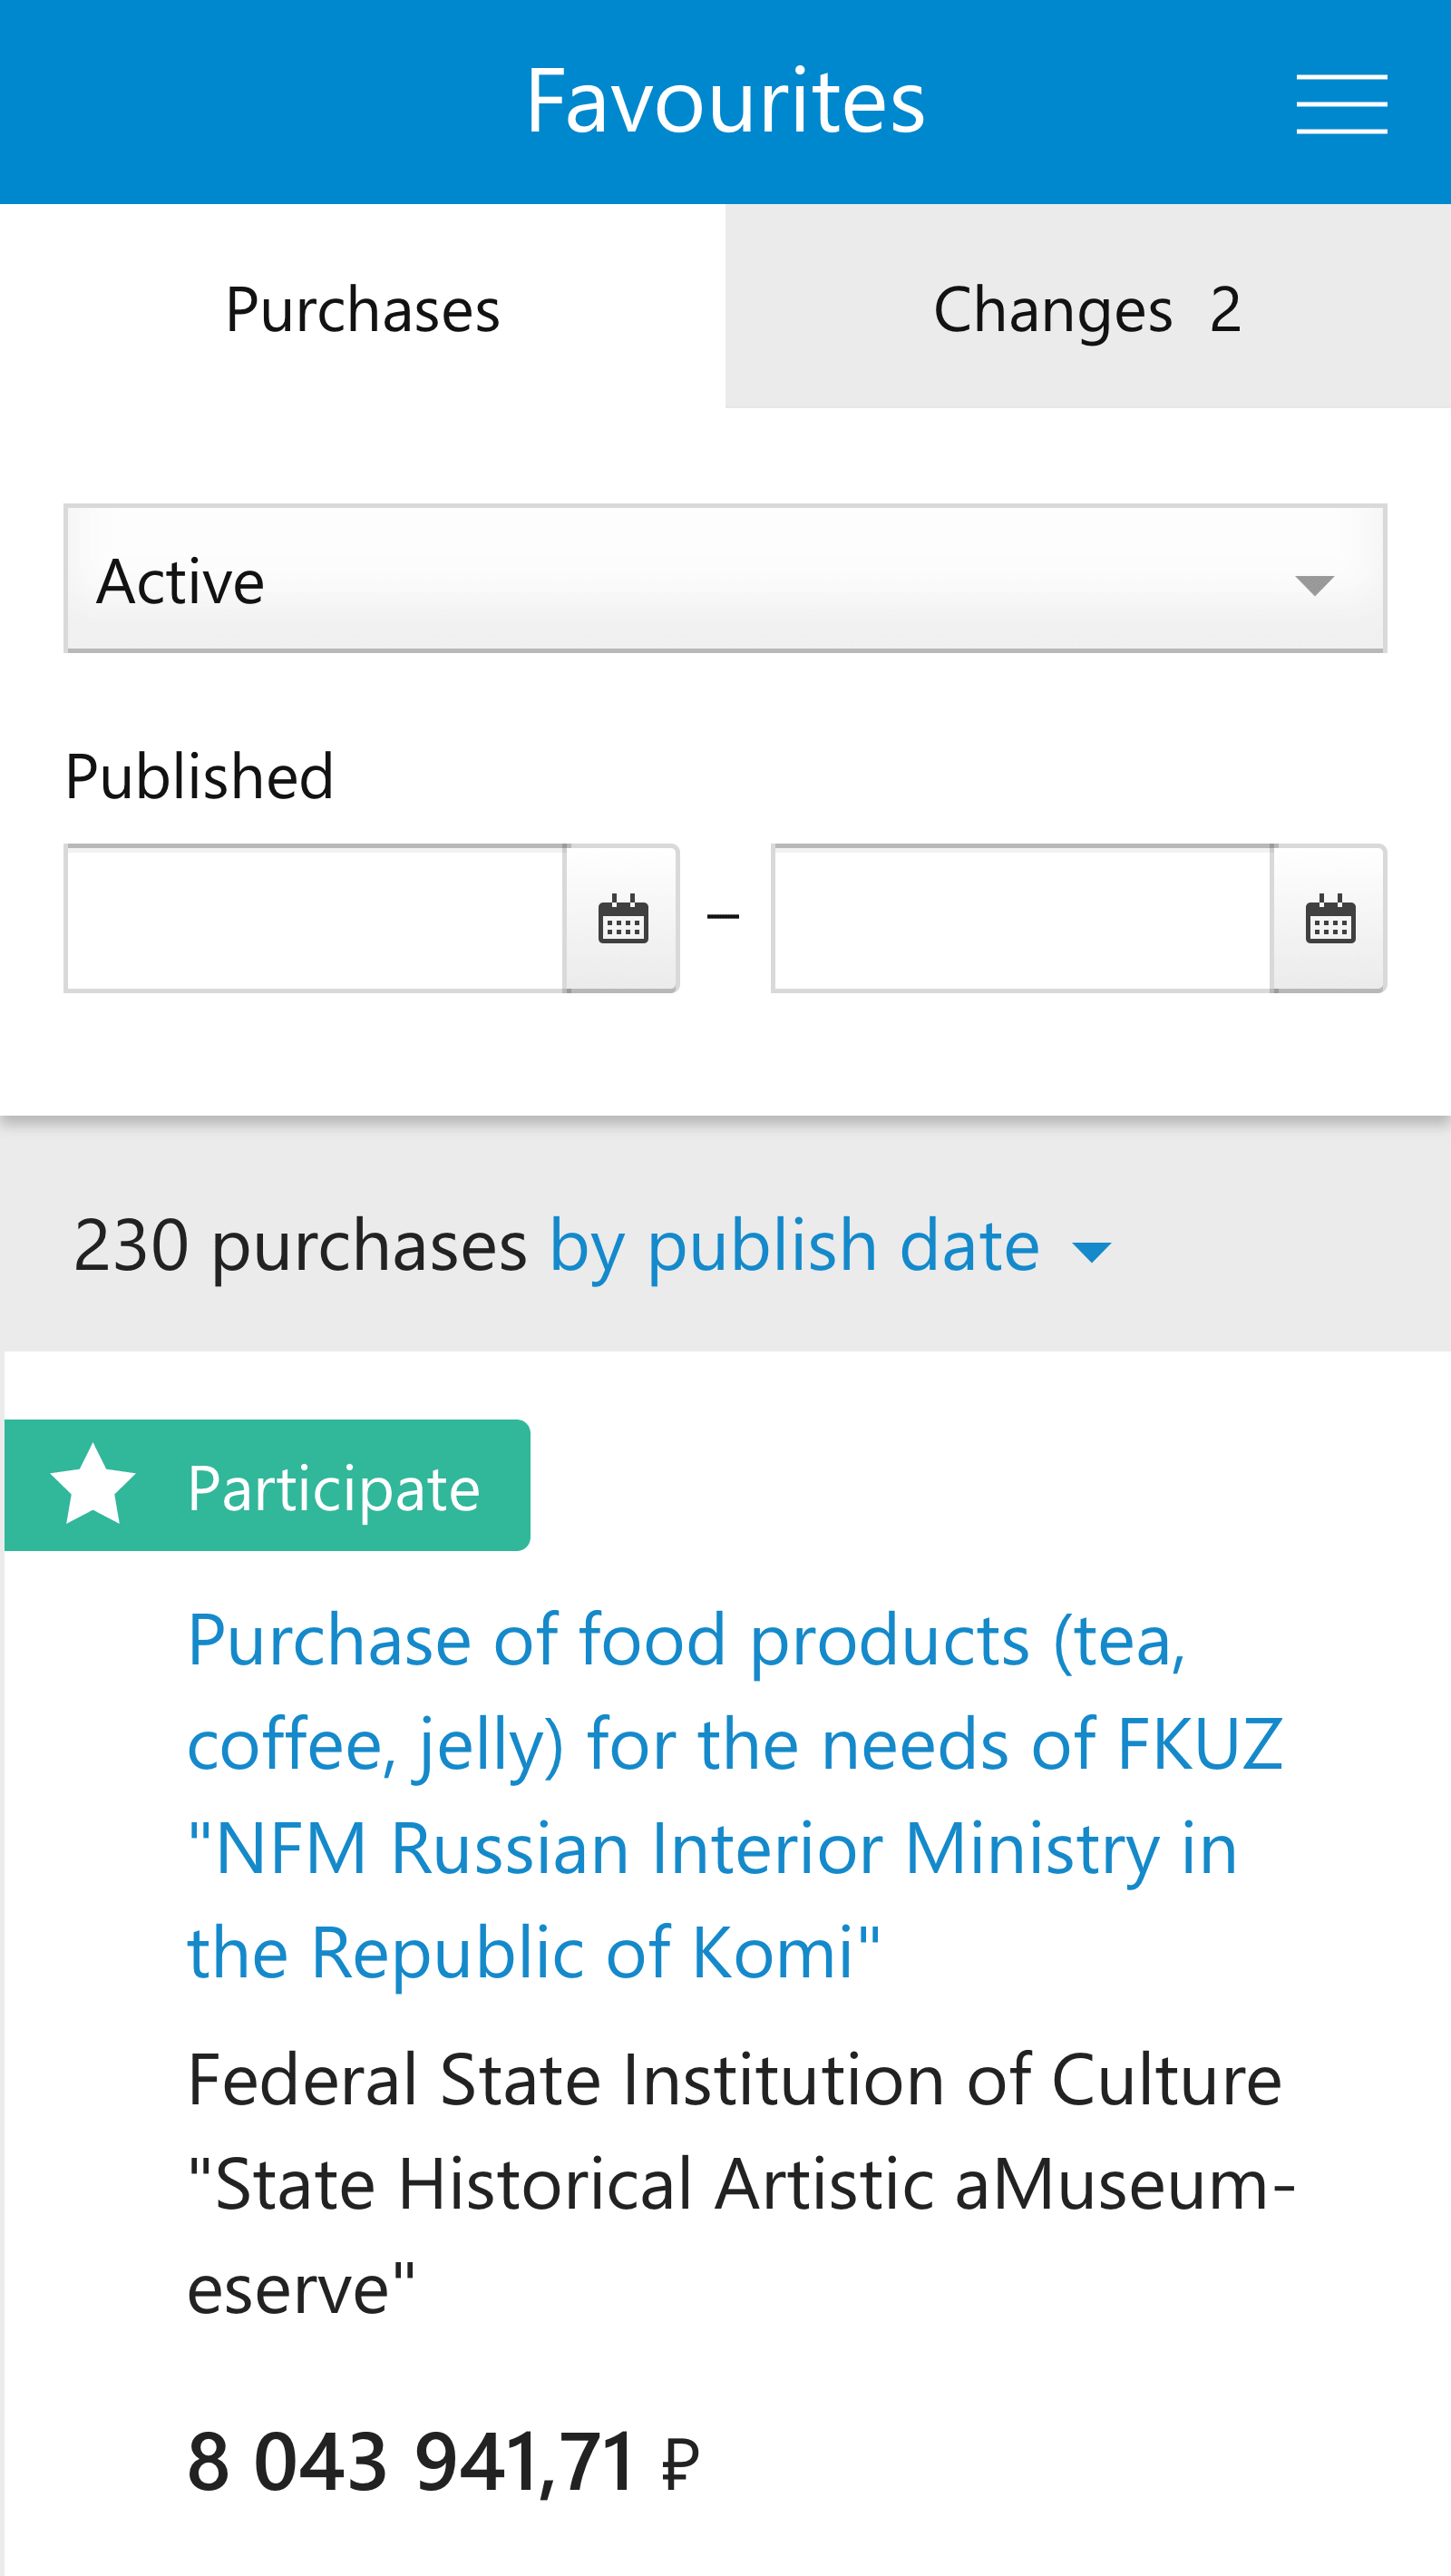 Favourites
Purchases
Changes 2
Active
Published
–
230 purchases by publish date
Participate
Purchase of food products (tea,
coffee, jelly) for the needs of FKUZ
"NFM Russian Interior Ministry in
the Republic of Komi"
Federal State Institution of Culture
"State Historical Artistic aMuseum-
eserve"
8 043 941,71 ₽